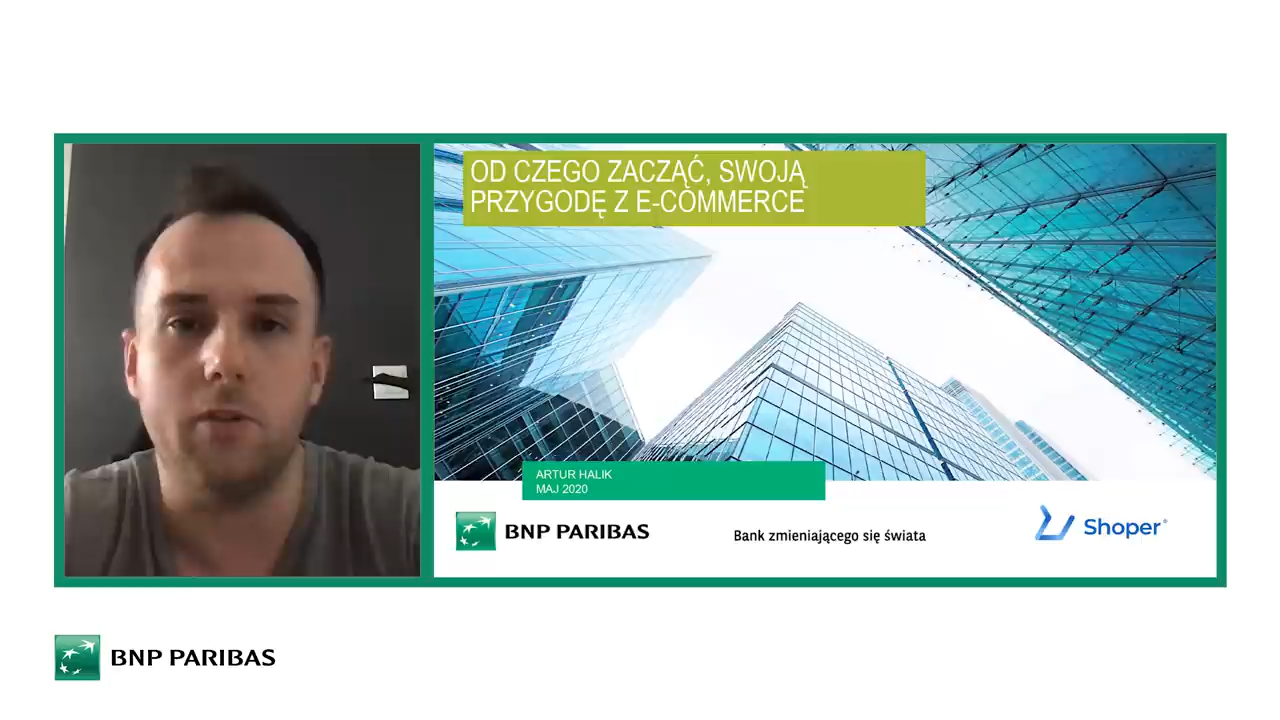 OD CZEGO ZACZĄĆ, SWOJĄ
PRZYGODĘ Z E-COMMERCE
ARTUR HALIK
MAJ 2020
BNP PARIBAS
Bank zmieniającego się świata
Shoper®
BNP PARIBAS